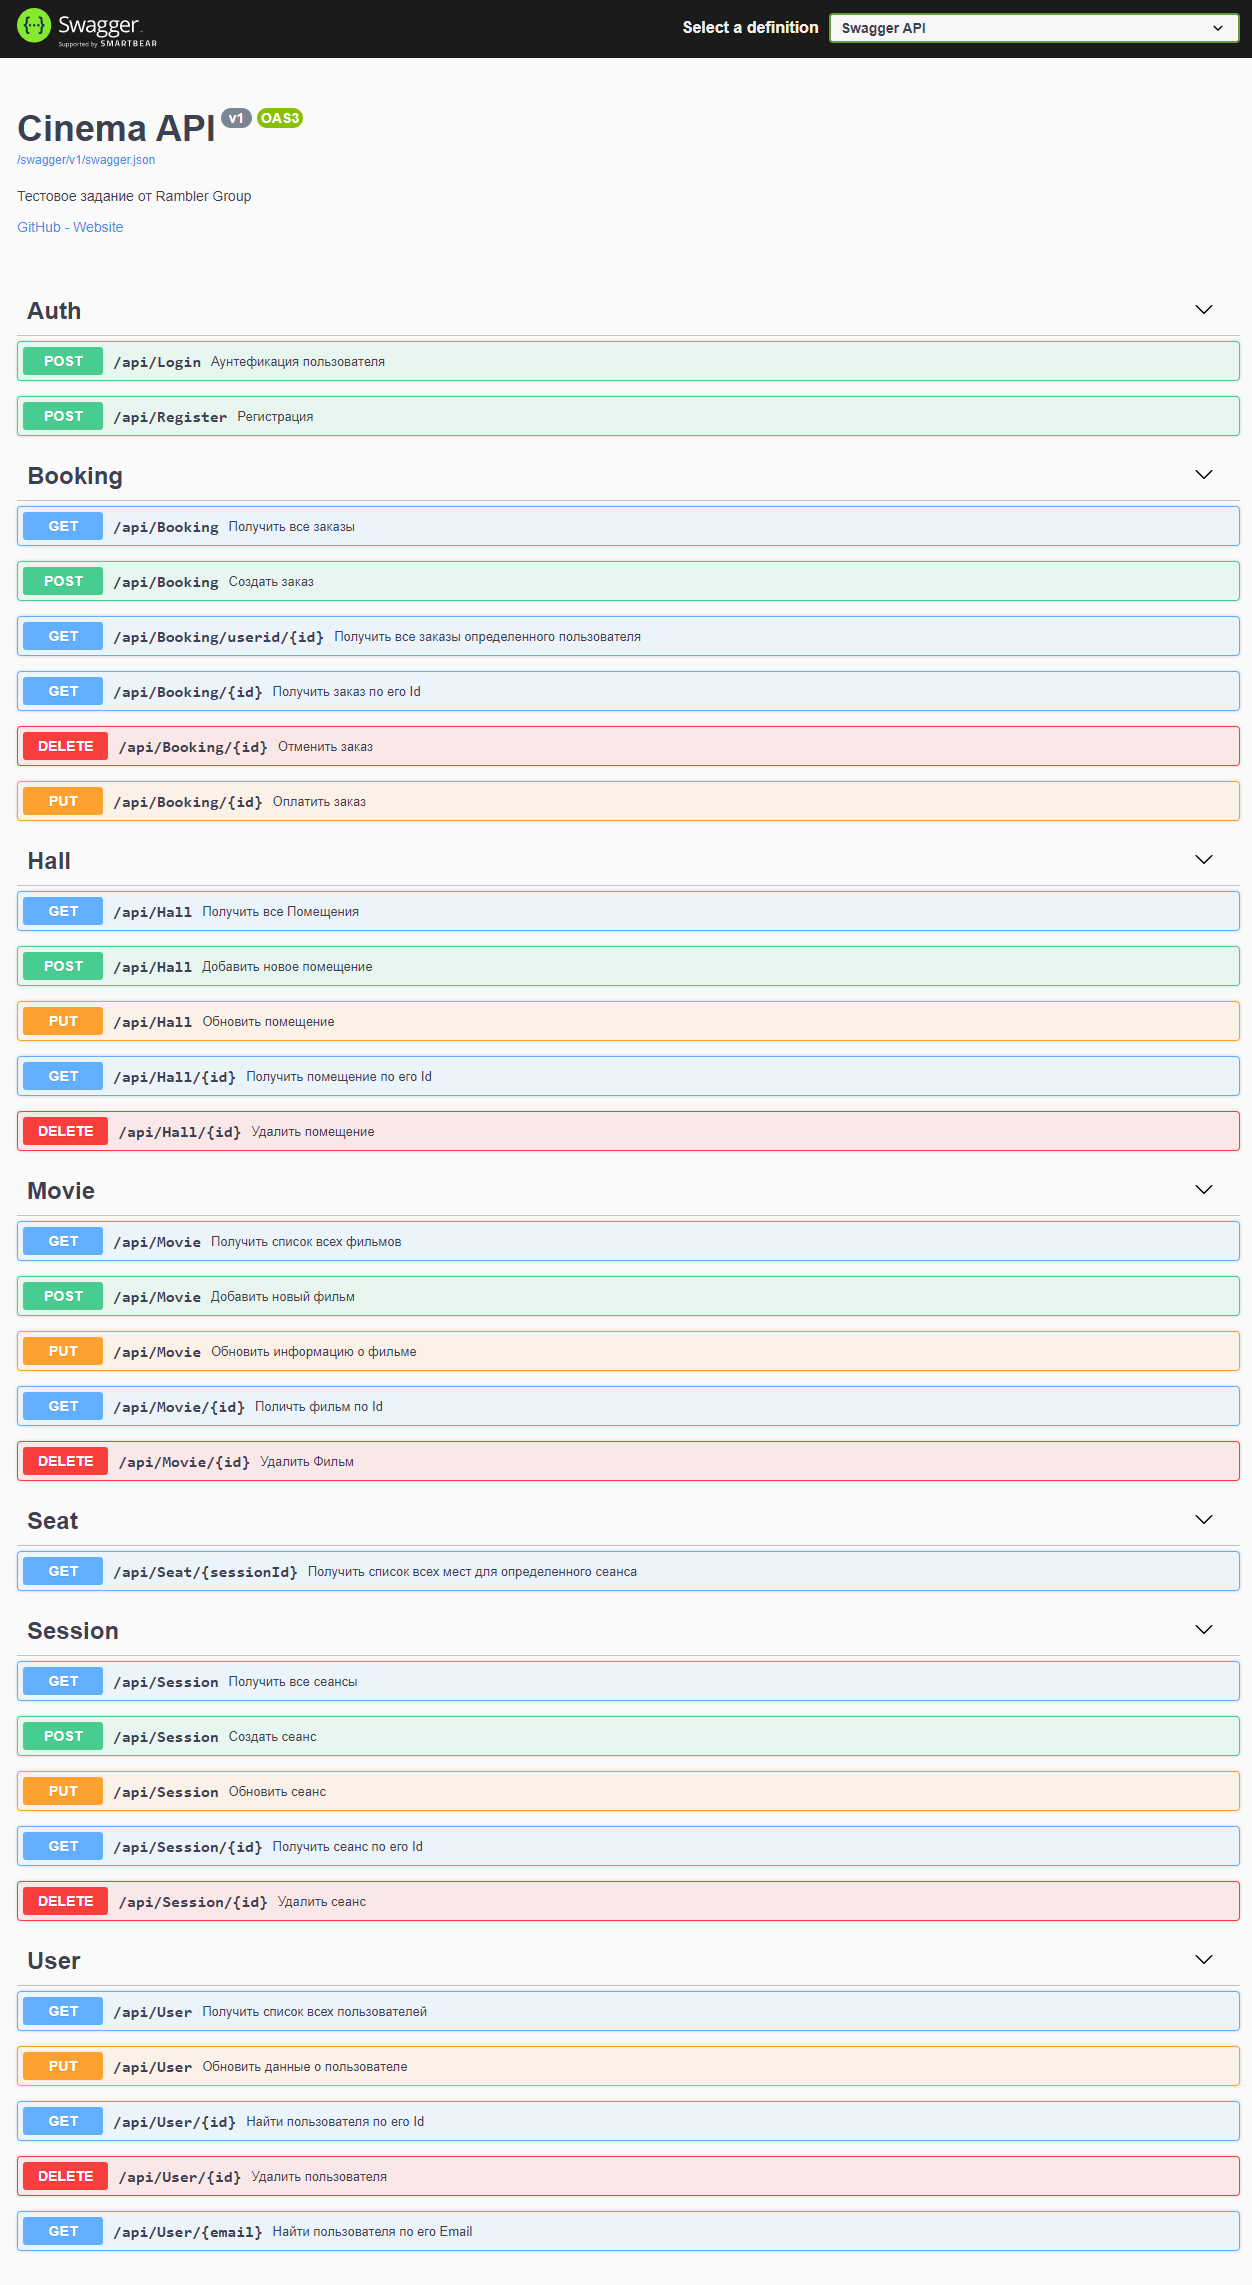 Swagger
Supported by SMARTBEAR
Select a definition
Swagger API
Cinema API v1 OAS3
/swagger/v1/swagger.json
Тестовое задание от Rambler Group
GitHub - Website
Auth
POST /api/Login Аунтефикация пользователя
POST /api/Register Регистрация
Booking
GET /api/Booking Получить все заказы
POST /api/Booking Создать заказ
GET /api/Booking/userid/{id} Получить все заказы определенного пользователя
GET /api/Booking/{id} Получить заказ по его Id
DELETE /api/Booking/{id} Отменить заказ
PUT /api/Booking/{id} Оплатить заказ
Hall
GET /api/Hall Получить все Помещения
POST /api/Hall Добавить новое помещение
PUT /api/Hall Обновить помещение
GET /api/Hall/{id} Получить помещение по его Id
DELETE /api/Hall/{id} Удалить помещение
Movie
GET /api/Movie Получить список всех фильмов
POST /api/Movie Добавить новый фильм
PUT /api/Movie Обновить информацию о фильме
GET /api/Movie/{id} Поличть фильм по Id
DELETE /api/Movie/{id} Удалить Фильм
Seat
GET /api/Seat/{sessionId} Получить список всех мест для определенного сеанса
Session
GET /api/Session Получить все сеансы
POST /api/Session Создать сеанс
PUT /api/Session Обновить сеанс
GET /api/Session/{id} Получить сеанс по его Id
DELETE /api/Session/{id} Удалить сеанс
User
GET /api/User Получить список всех пользователей
PUT /api/User Обновить данные о пользователе
GET /api/User/{id} Найти пользователя по его Id
DELETE /api/User/{id} Удалить пользователя
GET /api/User/{email} Найти пользователя по его Email